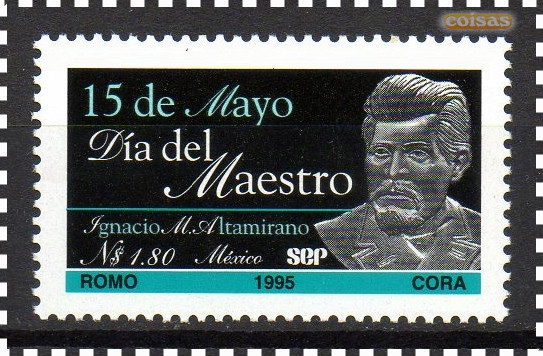 coisas
15 de Mayo
Día del
Maestro
Ignacio M. Altamirano
N$ 1.80 México sep
ROMO 1995 CORA